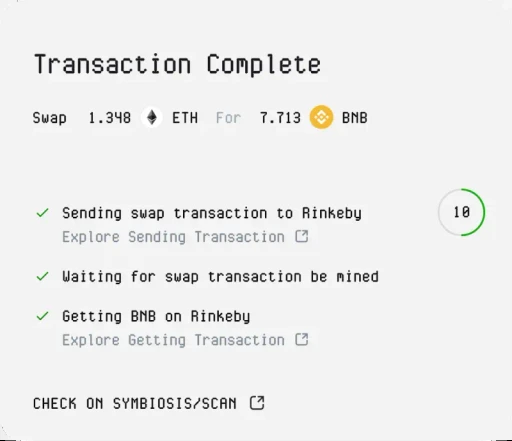 Transaction Complete
Swap 1.348 ETH For 7.713 BNB
Sending swap transaction to Rinkeby
10
Explore Sending Transaction
Waiting for swap transaction be mined
Getting BNB on Rinkeby
Explore Getting Transaction
CHECK ON SYMBIOSIS/SCAN